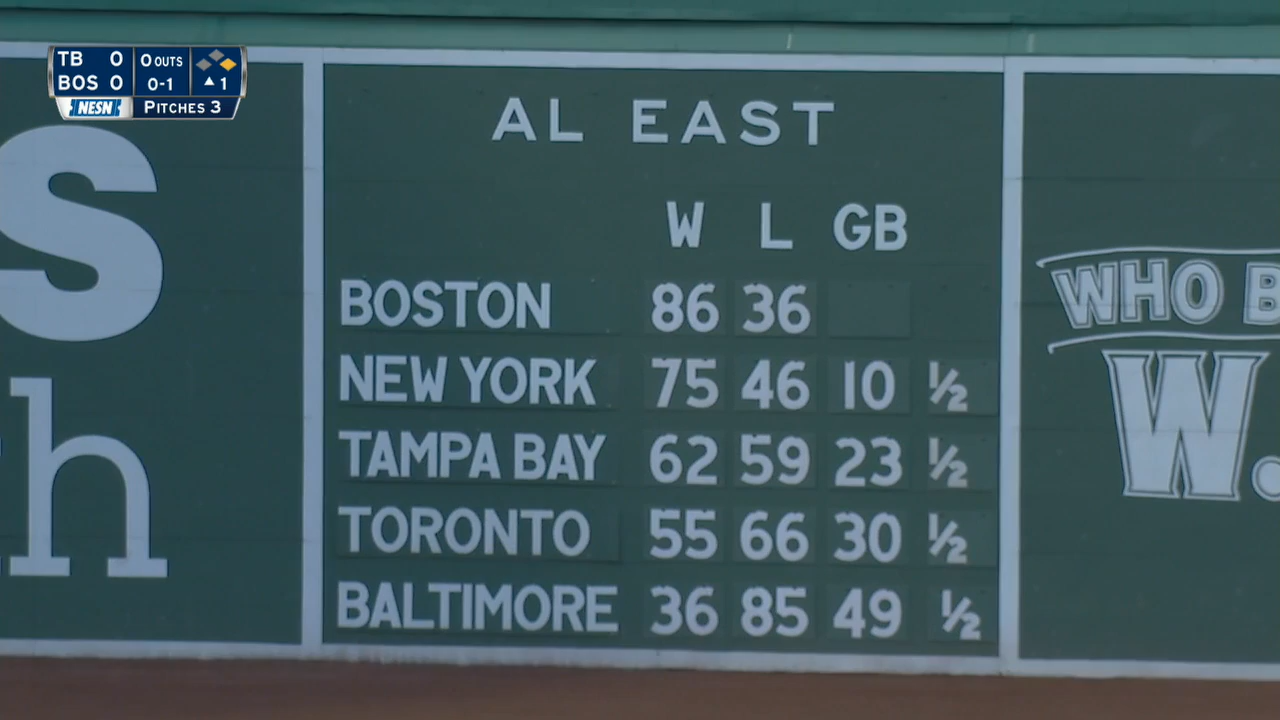 TB 0 0 OUTS
BOS 0 0-1 ▲1
NESN PITCHES 3
s
h
AL EAST
W L GB
BOSTON 86 36
NEW YORK 75 46 10 ½
TAMPA BAY 62 59 23 ½
TORONTO 55 66 30 ½
BALTIMORE 36 85 49 ½
WHO B
W.